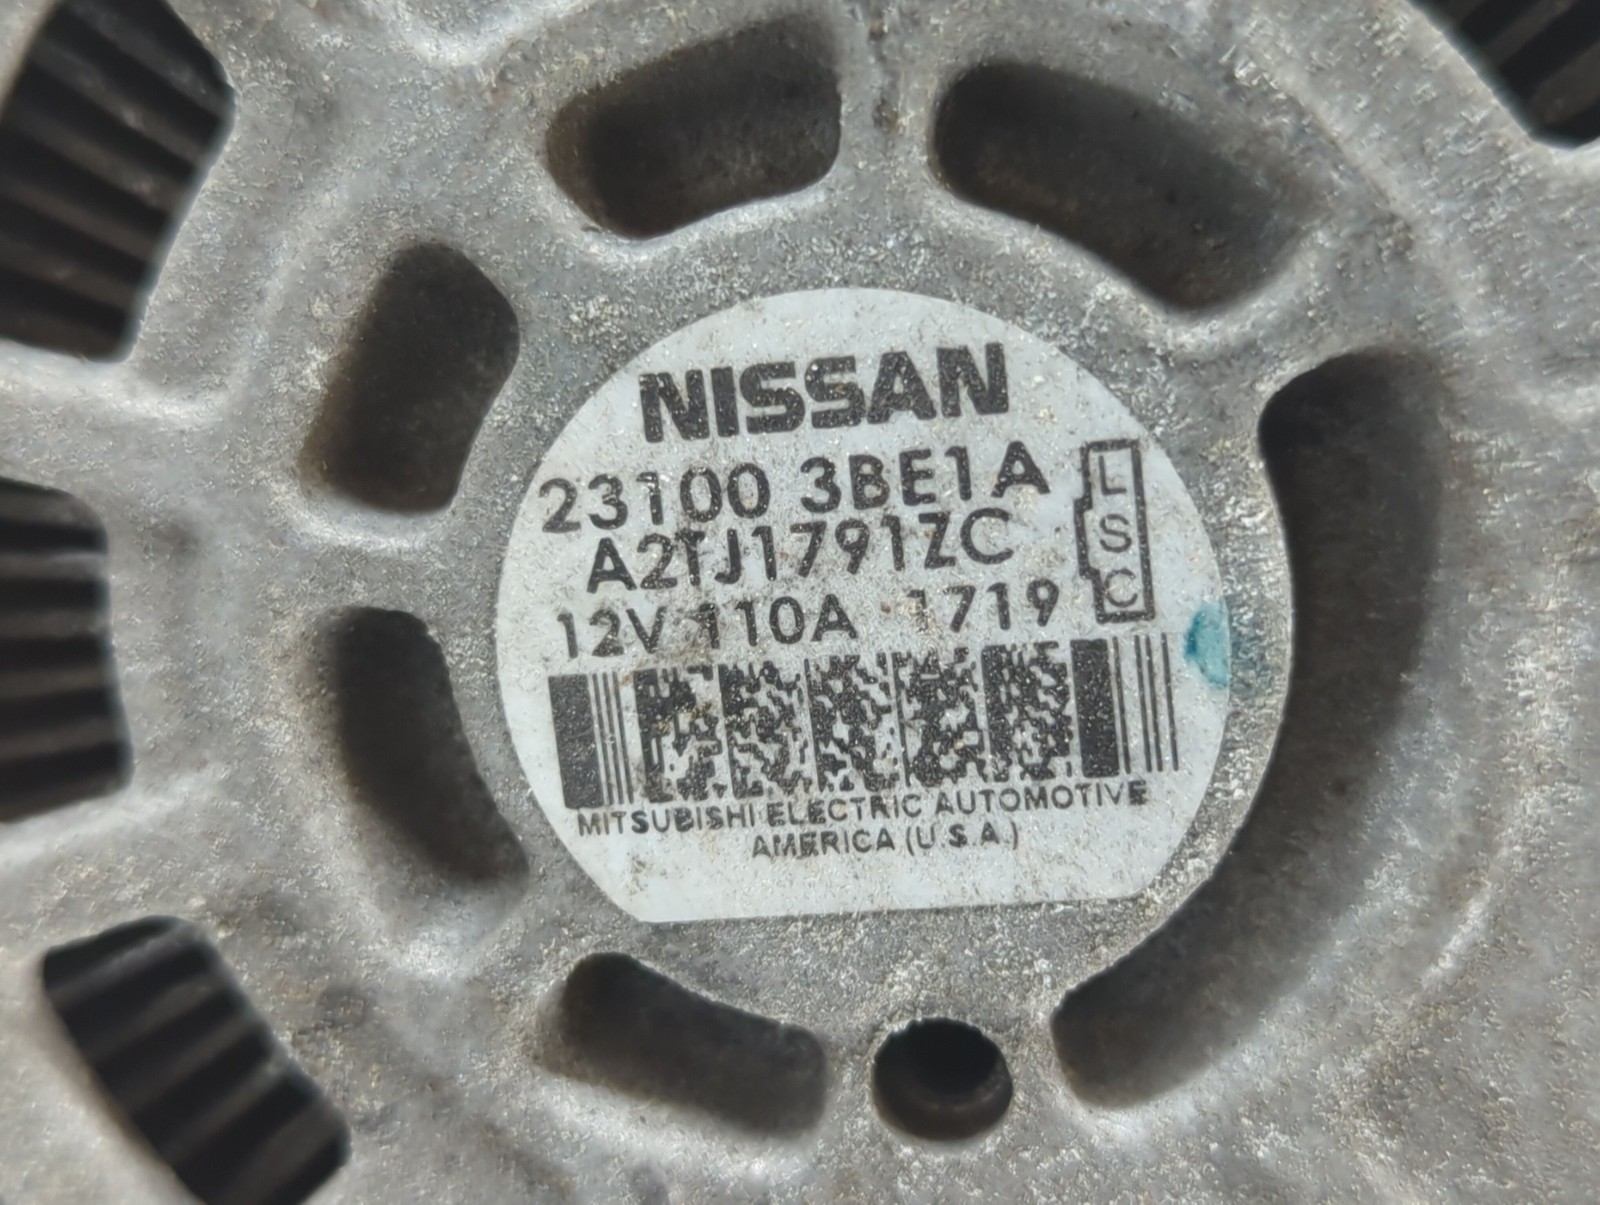 NISSAN
23100 3BE1A
A2TJ1791ZC
12V 110A 1719
L
S
C
MITSUBISHI ELECTRIC AUTOMOTIVE
AMERICA (U.S.A.)